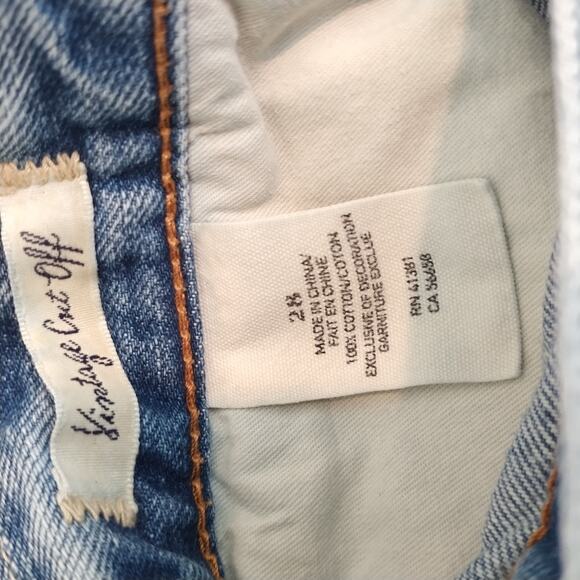 Vintage Cut Off
28
MADE IN CHINA/
FAIT EN CHINE
100% COTTON/COTON
EXCLUSIVE OF DECORATION
GARNITURE EXCLUE
RN 41381
CA 56658